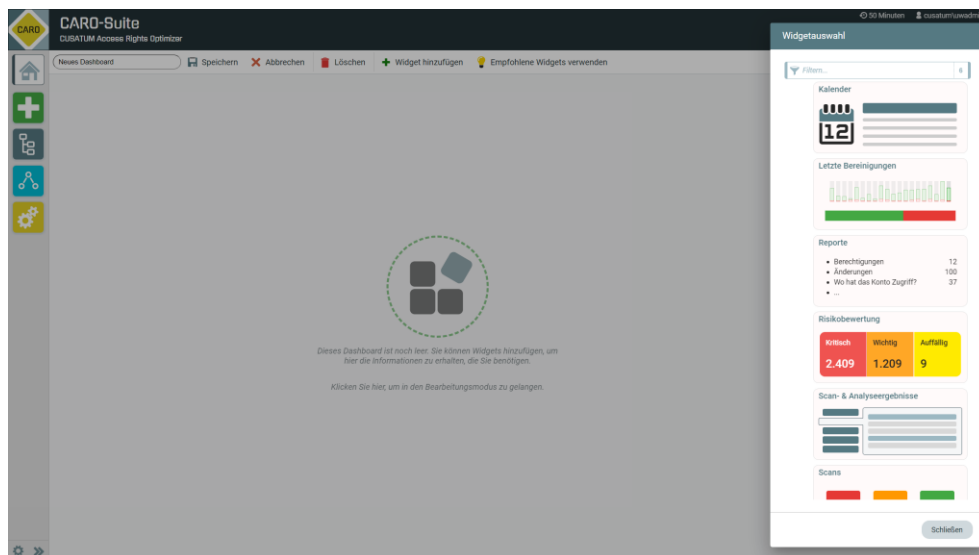 CARO
CARO-Suite
CUSATUM Access Rights Optimizer
50 Minuten
cusatum\uwadm
Neues Dashboard
Speichern
Abbrechen
Löschen
Widget hinzufügen
Empfohlene Widgets verwenden
Dieses Dashboard ist noch leer. Sie können Widgets hinzufügen, um
hier die Informationen zu erhalten, die Sie benötigen.
Klicken Sie hier, um in den Bearbeitungsmodus zu gelangen.
Widgetauswahl
Filtern...
6
Kalender
12
Letzte Bereinigungen
Reporte
• Berechtigungen 12
• Änderungen 100
• Wo hat das Konto Zugriff? 37
• ...
Risikobewertung
Kritisch Wichtig Auffällig
2.409 1.209 9
Scan- & Analyseergebnisse
Scans
Schließen